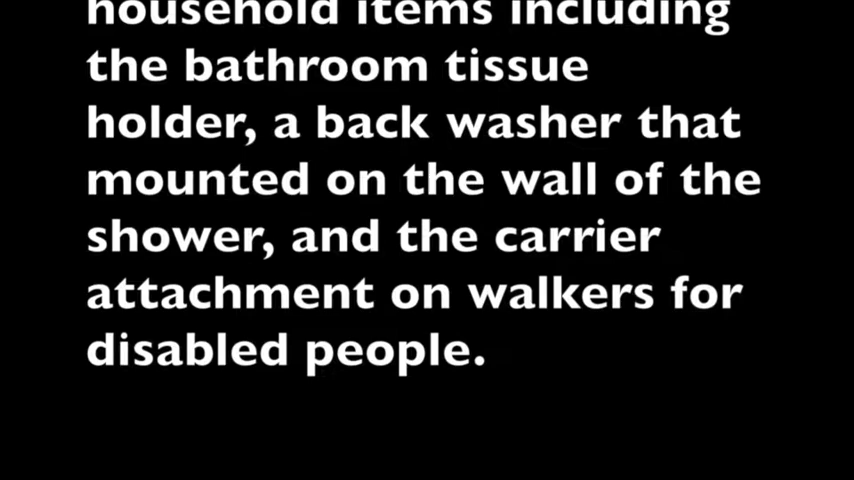 household items including
the bathroom tissue
holder, a back washer that
mounted on the wall of the
shower, and the carrier
attachment on walkers for
disabled people.